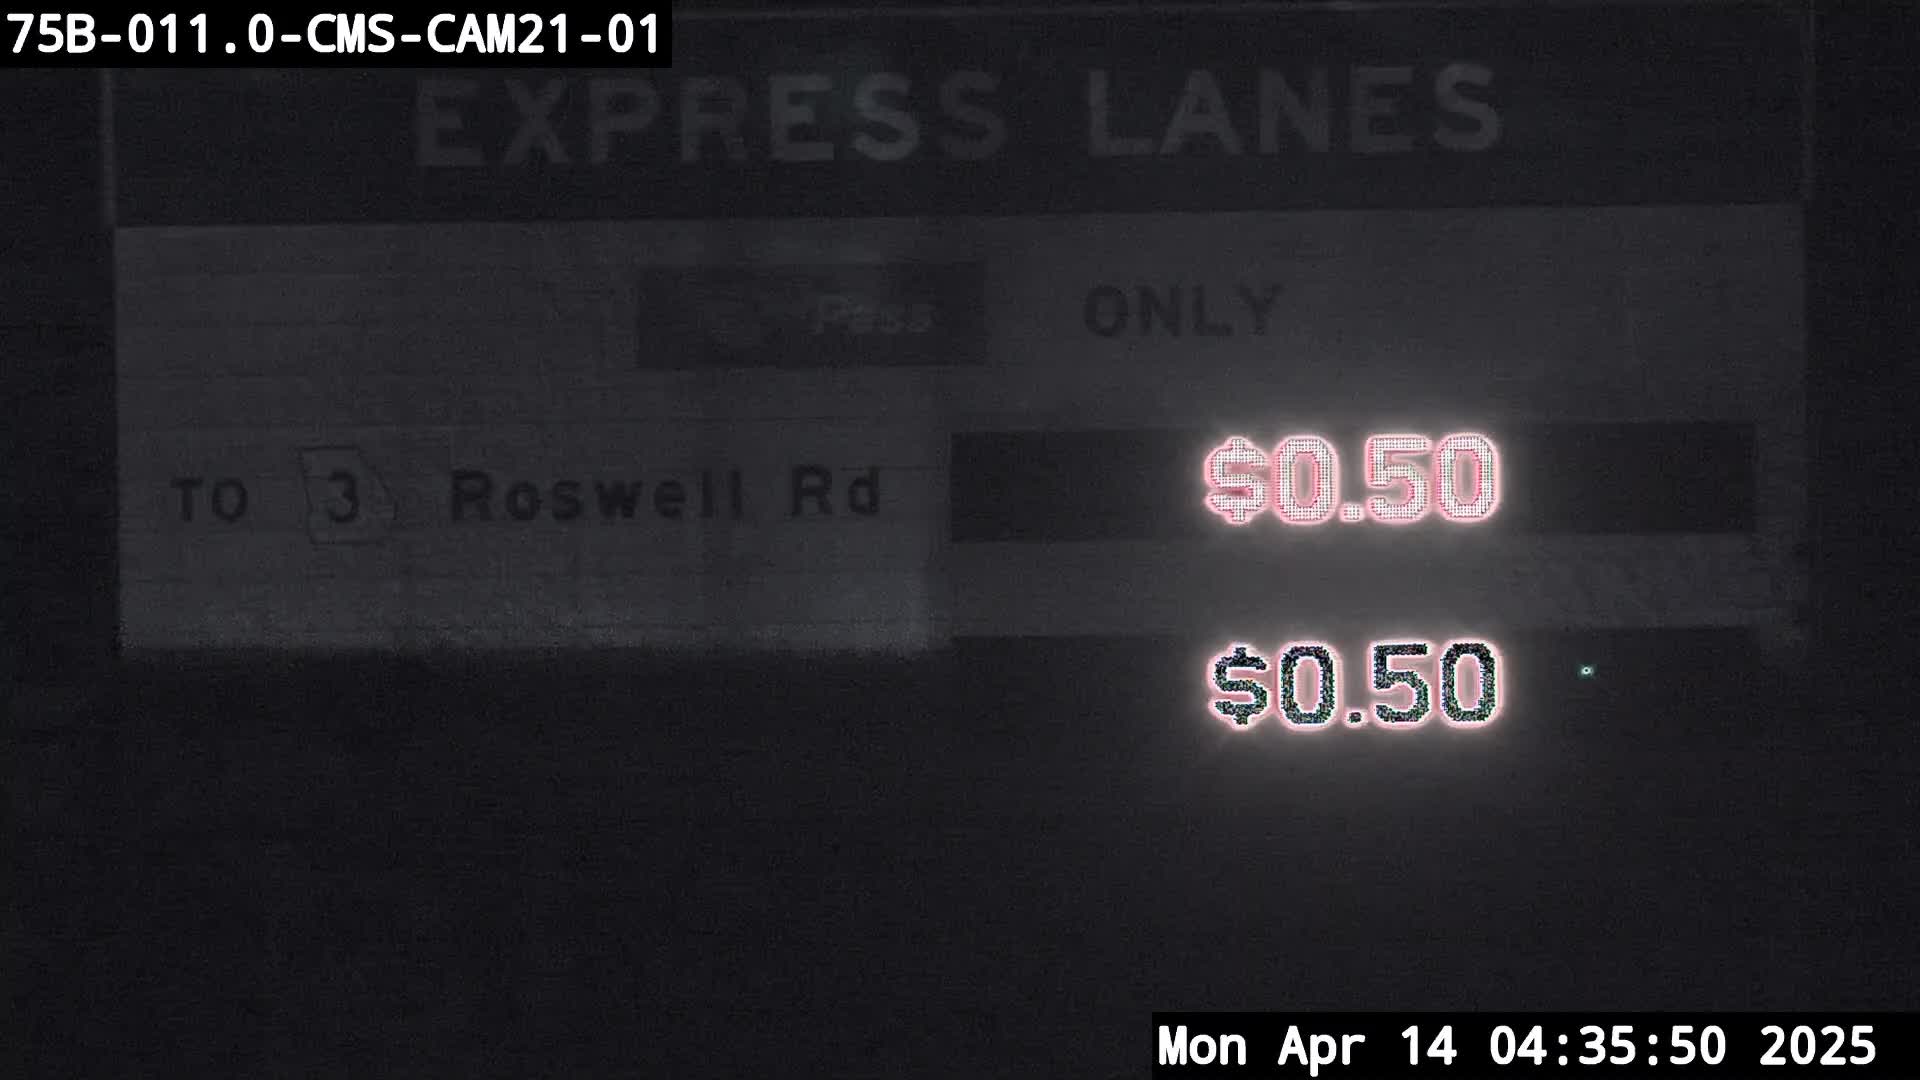 75B-011.0-CMS-CAM21-01
EXPRESS LANES
Pass ONLY
TO 3 Roswell Rd $0.50
$0.50
Mon Apr 14 04:35:50 2025